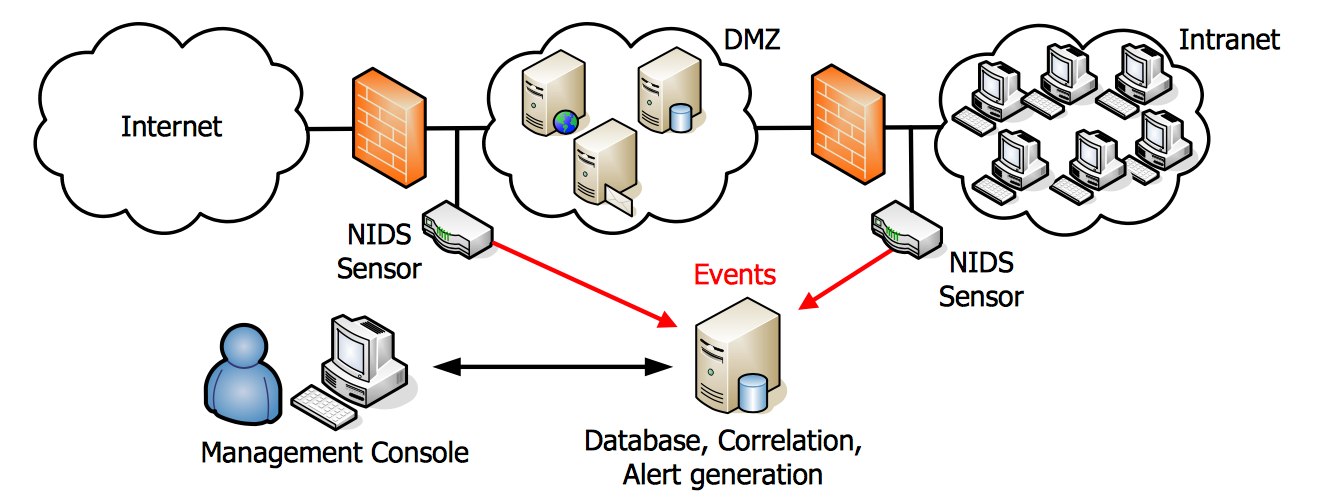 DMZ
Intranet
Internet
NIDS
Sensor
Events
NIDS
Sensor
Management Console
Database, Correlation,
Alert generation